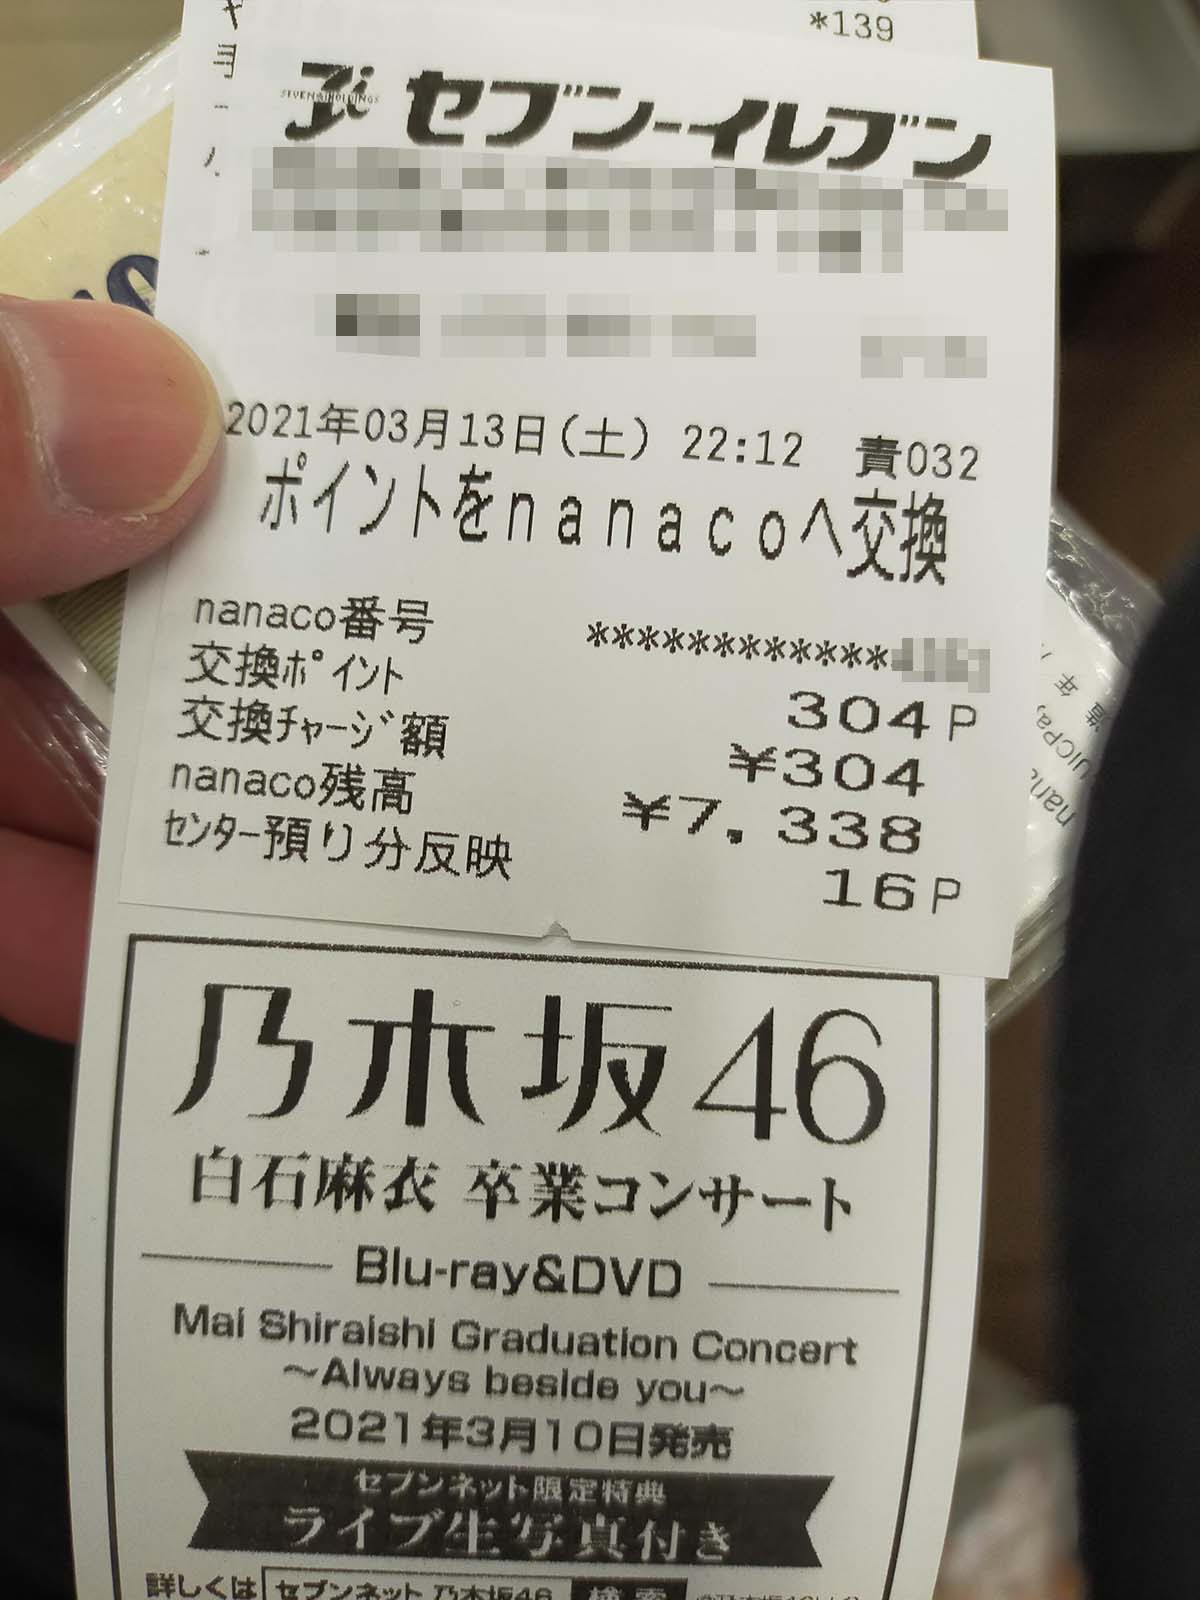 *139
SEVEN&i HOLDINGS
セブン-イレブン
2021年03月13日(土) 22:12 責032
ポイントをnanacoへ交換
nanaco番号 ************
交換ポイント 304P
交換チャージ額 ¥304
nanaco残高 ¥7,338
センター預り分反映 16P
乃木坂46
白石麻衣 卒業コンサート
Blu-ray&DVD
Mai Shiraishi Graduation Concert
~Always beside you~
2021年3月10日発売
セブンネット限定特典
ライブ生写真付き
詳しくは セブンネット 乃木坂46 検索